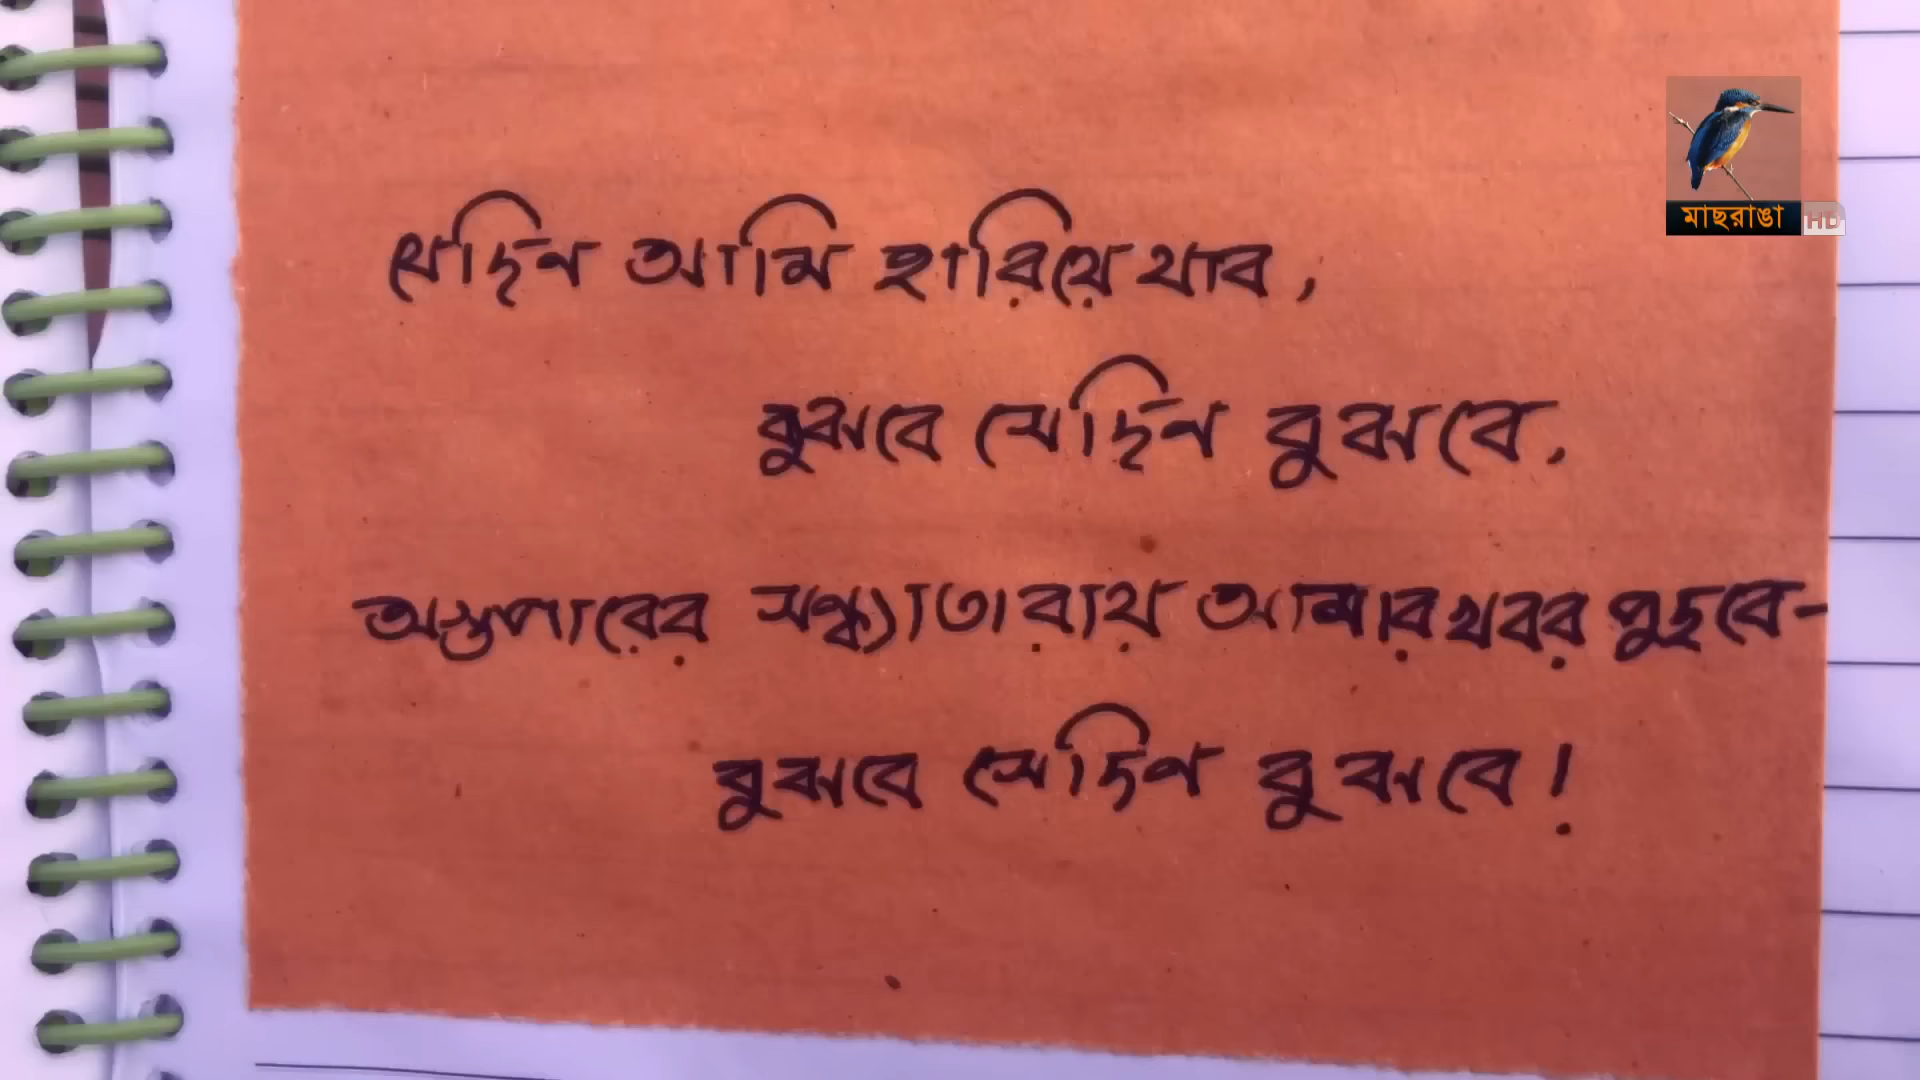 যেদিন আমি হারিয়ে যাব,
বুঝবে সেদিন বুঝবে,
অস্তপারের সন্ধ্যাতারায় আমার খবর পুছবে-
বুঝবে সেদিন বুঝবে!
মাছরাঙা HD